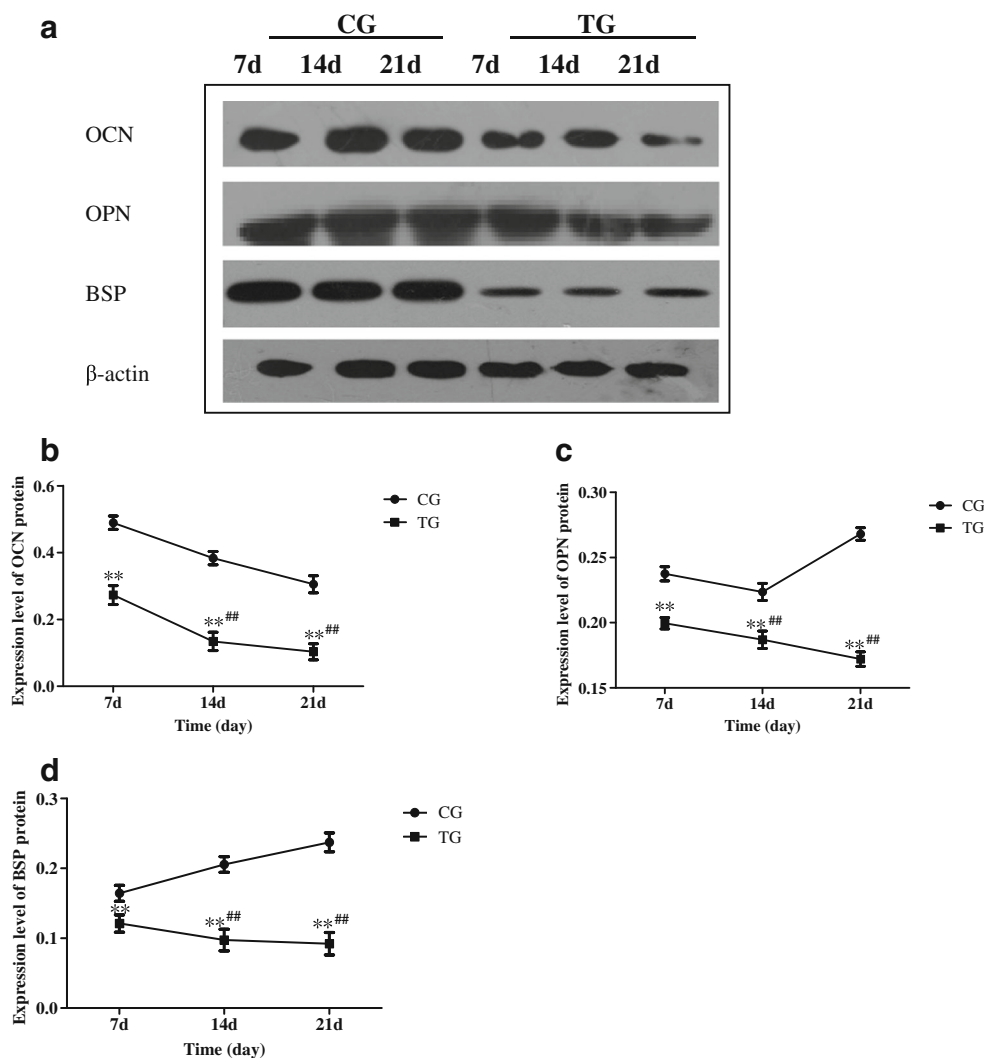 a
CG TG
7d 14d 21d 7d 14d 21d
OCN
OPN
BSP
β-actin
b
Expression level of OCN protein
0.6
0.4
0.2
0.0
**
**##
**##
7d 14d 21d
Time (day)
CG
TG
c
Expression level of OPN protein
0.30
0.25
0.20
0.15
**
**##
**##
7d 14d 21d
Time (day)
CG
TG
d
Expression level of BSP protein
0.3
0.2
0.1
0.0
**
**##
**##
7d 14d 21d
Time (day)
CG
TG